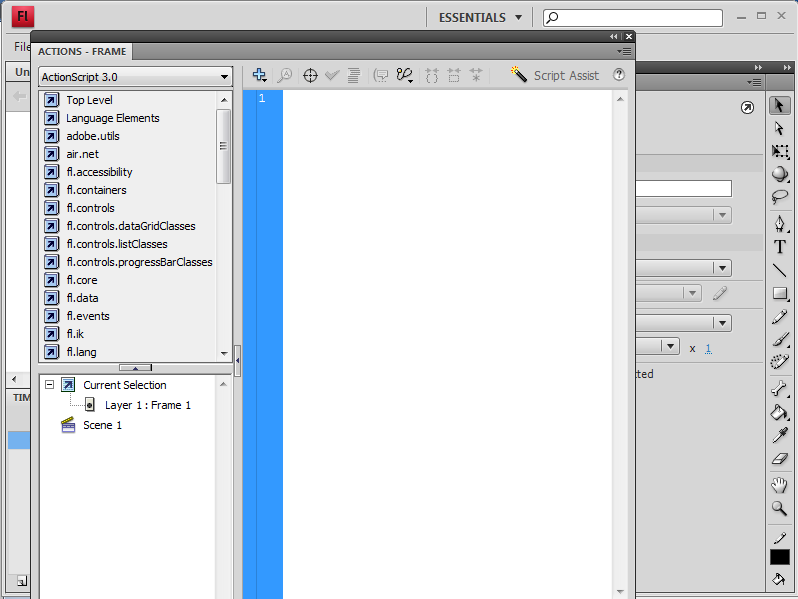 Fl
ESSENTIALS
File
ACTIONS - FRAME
Un
ActionScript 3.0
Script Assist
Top Level
Language Elements
adobe.utils
air.net
fl.accessibility
fl.containers
fl.controls
fl.controls.dataGridClasses
fl.controls.listClasses
fl.controls.progressBarClasses
fl.core
fl.data
fl.events
fl.ik
fl.lang
1
x 1
ted
TIM
Current Selection
Layer 1 : Frame 1
Scene 1
T